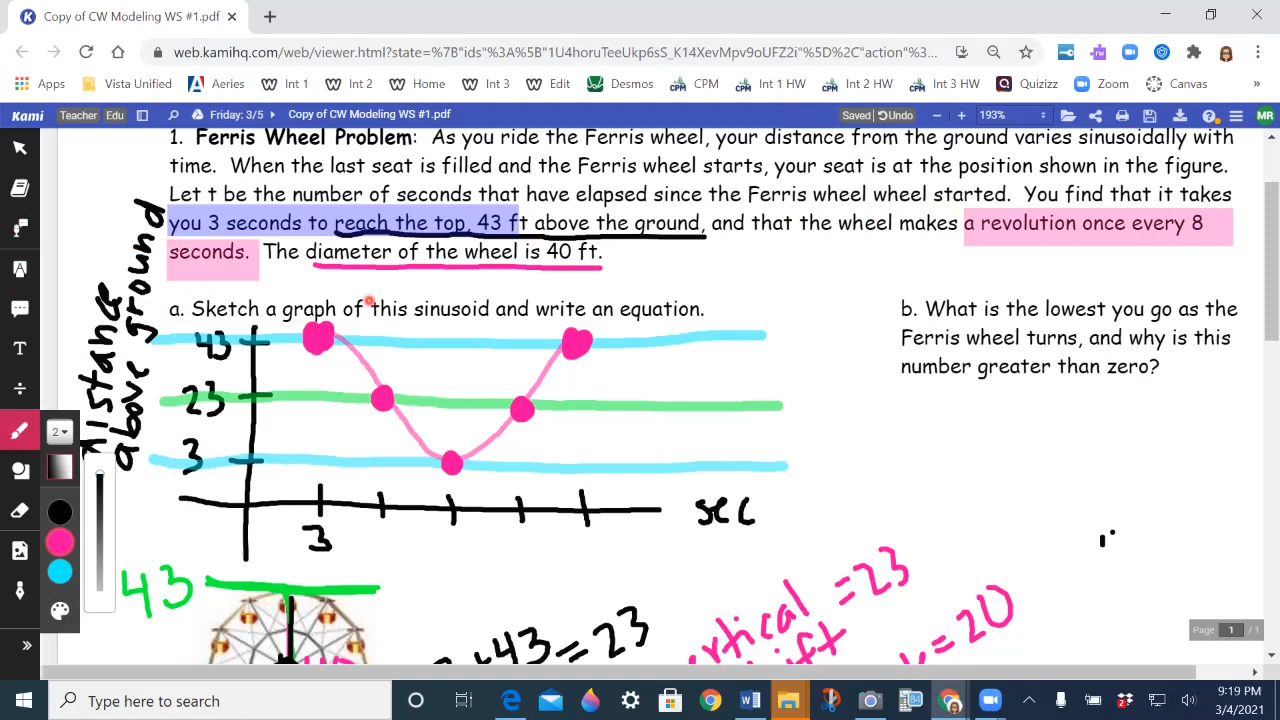 Copy of CW Modeling WS #1.pdf
web.kamihq.com/web/viewer.html?state=%7B"ids"%3A%5B"1U4horuTeeUkp6sS_K14XevMpv9oUFZ2i"%5D%2C"action"%3...
Apps Vista Unified Aeries Int 1 Int 2 Home Int 3 Edit Desmos CPM Int 1 HW Int 2 HW Int 3 HW Quizizz Zoom Canvas »
Kami Teacher Edu Friday: 3/5 Copy of CW Modeling WS #1.pdf Saved Undo 193% MR
1. Ferris Wheel Problem: As you ride the Ferris wheel, your distance from the ground varies sinusoidally with
time. When the last seat is filled and the Ferris wheel starts, your seat is at the position shown in the figure.
Let t be the number of seconds that have elapsed since the Ferris wheel wheel started. You find that it takes
you 3 seconds to reach the top, 43 ft above the ground, and that the wheel makes a revolution once every 8
seconds. The diameter of the wheel is 40 ft.
a. Sketch a graph of this sinusoid and write an equation.
b. What is the lowest you go as the
Ferris wheel turns, and why is this
number greater than zero?
Distance
above ground
43
23
3
sec
3
43
+43=23
vertical =23
=20
2
Page 1 / 1
Type here to search
9:19 PM
3/4/2021